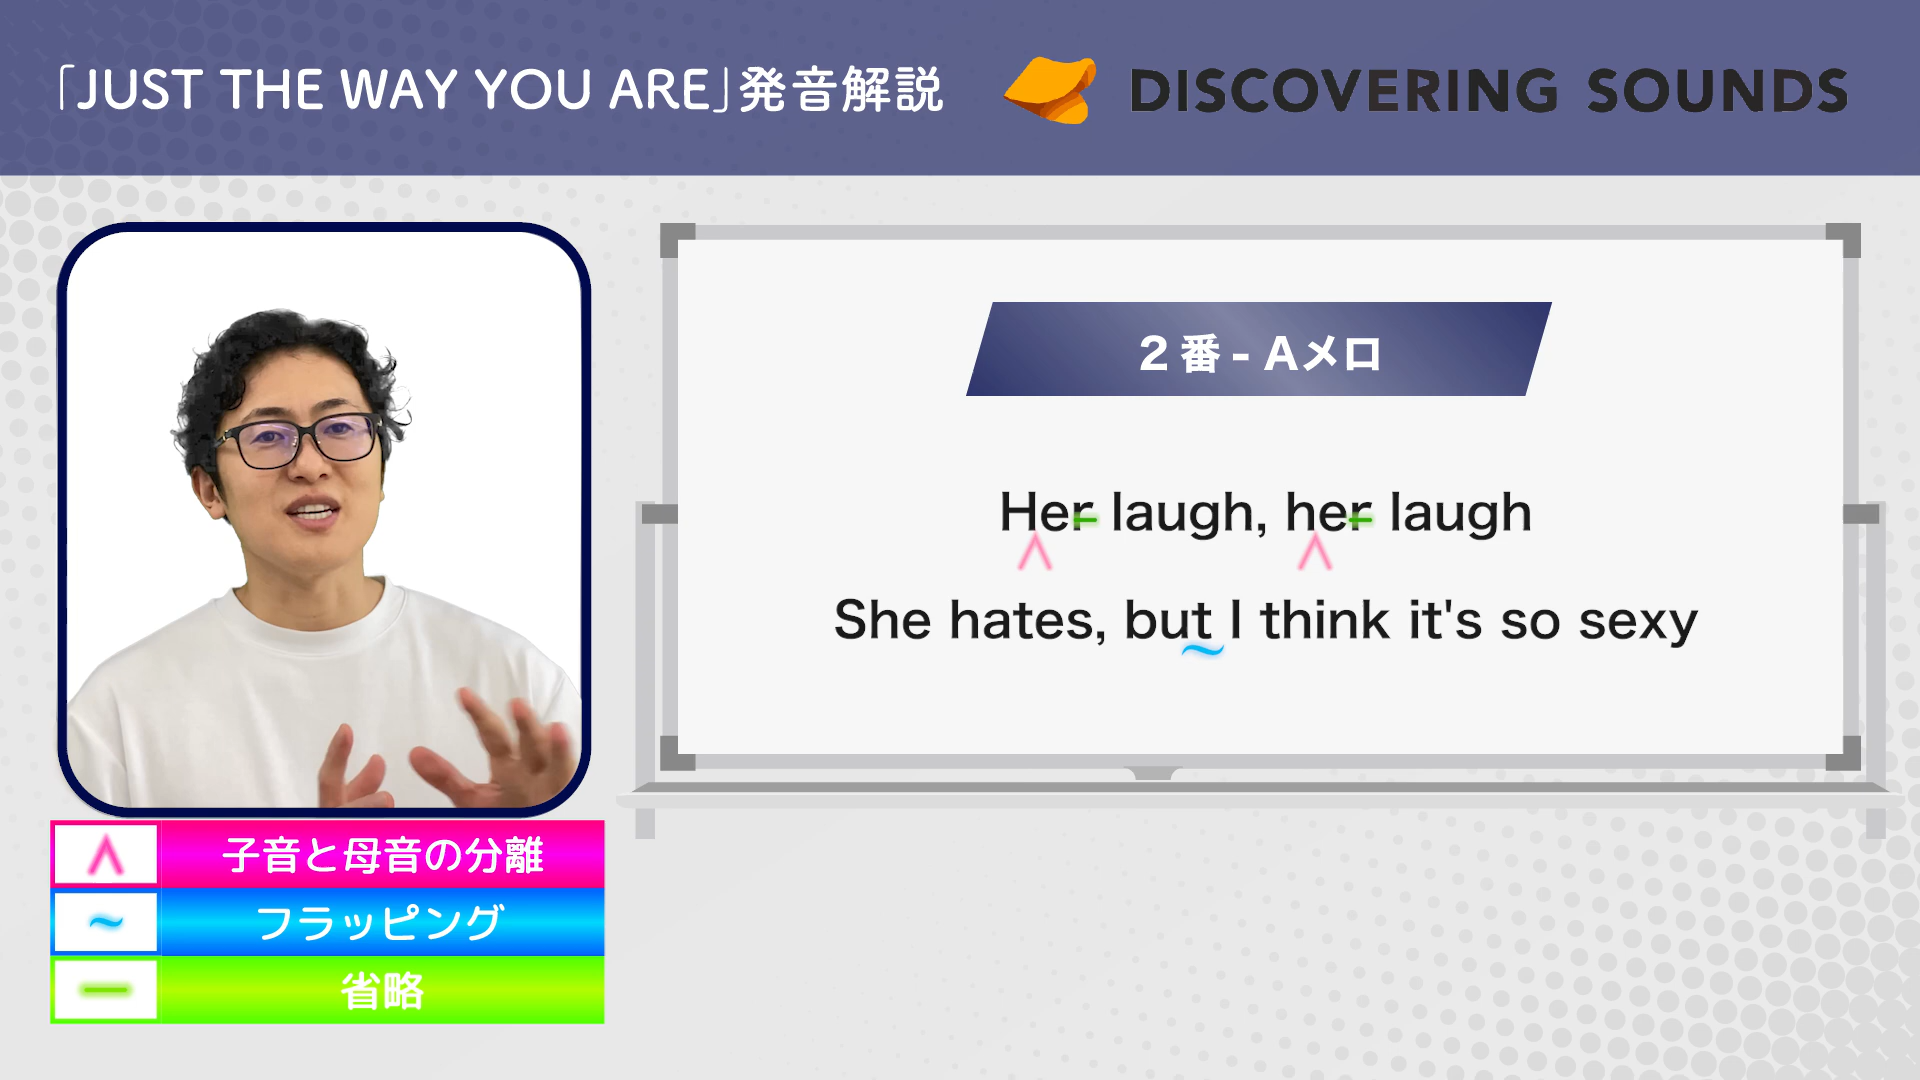 「JUST THE WAY YOU ARE」発音解説
DISCOVERING SOUNDS
2番 - Aメロ
Her laugh, her laugh
She hates, but I think it's so sexy
∧ 子音と母音の分離
~ フラッピング
— 省略